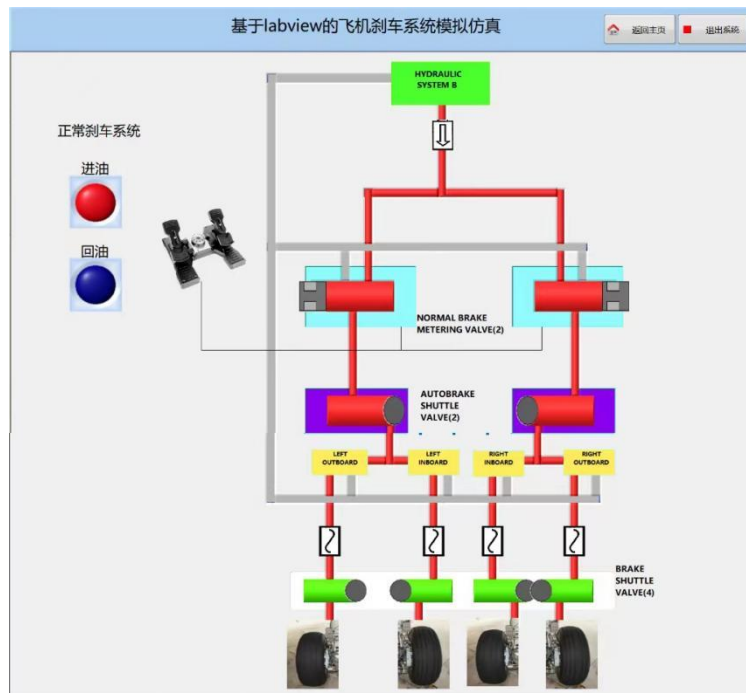 基于labview的飞机刹车系统模拟仿真
返回主页
退出系统
HYDRAULIC
SYSTEM B
正常刹车系统
进油
回油
NORMAL BRAKE
METERING VALVE(2)
AUTOBRAKE
SHUTTLE
VALVE(2)
LEFT
OUTBOARD
LEFT
INBOARD
RIGHT
INBOARD
RIGHT
OUTBOARD
BRAKE
SHUTTLE
VALVE(4)